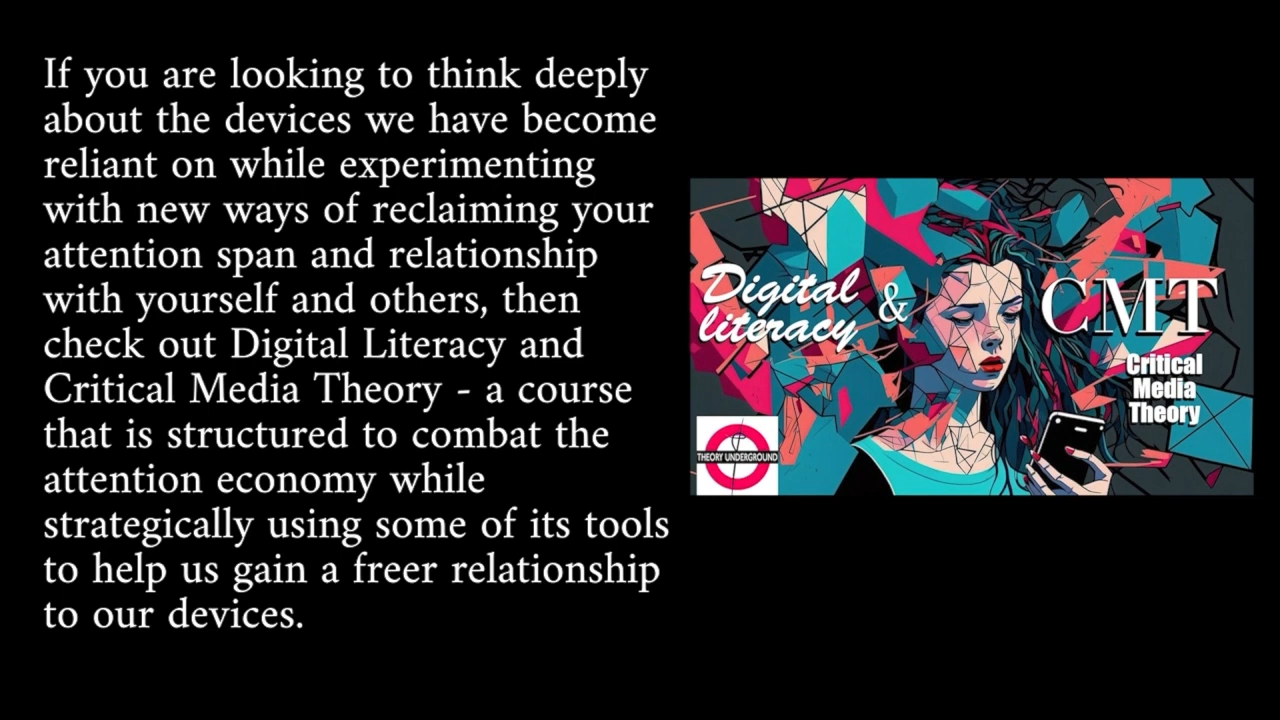 If you are looking to think deeply
about the devices we have become
reliant on while experimenting
with new ways of reclaiming your
attention span and relationship
with yourself and others, then
check out Digital Literacy and
Critical Media Theory - a course
that is structured to combat the
attention economy while
strategically using some of its tools
to help us gain a freer relationship
to our devices.
Digital
literacy
&
CMT
Critical
Media
Theory
THEORY UNDERGROUND